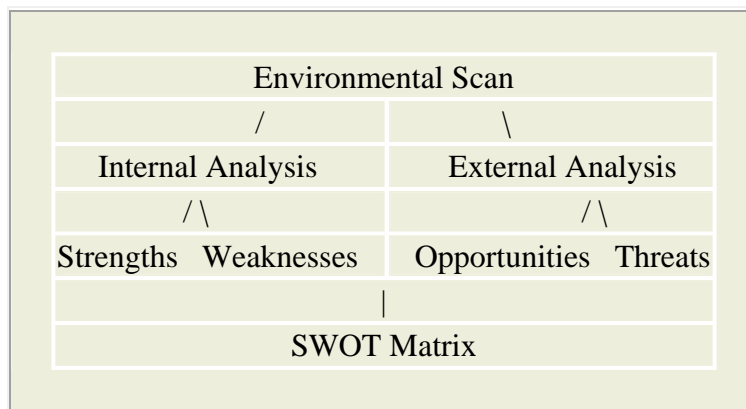 Environmental Scan
/ \
Internal Analysis External Analysis
/ \ / \
Strengths Weaknesses Opportunities Threats
|
SWOT Matrix